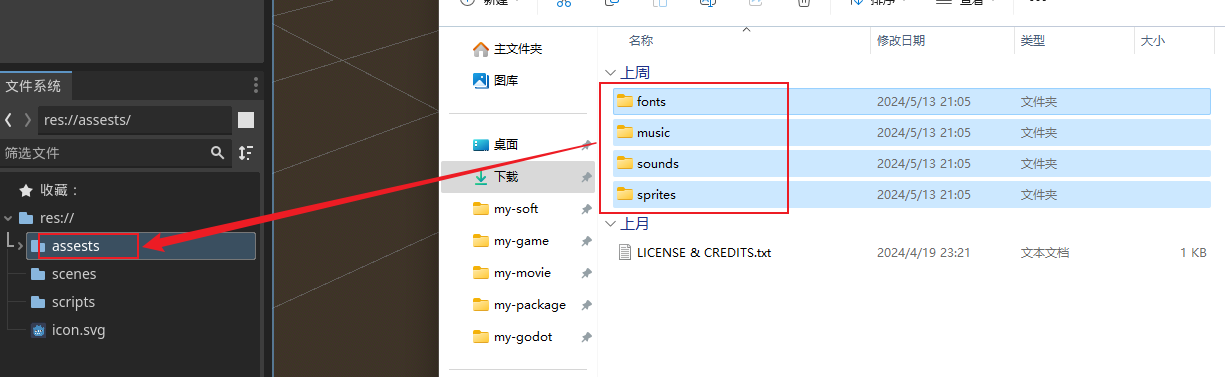 文件系统
res://assests/
筛选文件
收藏：
res://
assests
scenes
scripts
icon.svg
新建
排序
查看
主文件夹
图库
桌面
下载
my-soft
my-game
my-movie
my-package
my-godot
名称 修改日期 类型 大小
上周
fonts 2024/5/13 21:05 文件夹
music 2024/5/13 21:05 文件夹
sounds 2024/5/13 21:05 文件夹
sprites 2024/5/13 21:05 文件夹
上月
LICENSE & CREDITS.txt 2024/4/19 23:21 文本文档 1 KB